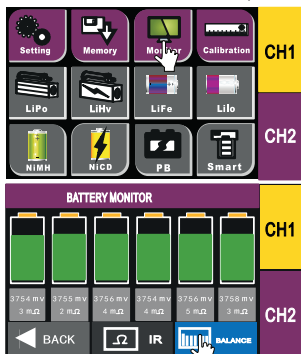 Setting Memory Monitor Calibration CH1
LiPo LiHv LiFe LiIo
CH2
NiMH NiCD PB Smart
BATTERY MONITOR
CH1
3754 mv 3755 mv 3756 mv 3754 mv 3756 mv 3758 mv
3 mΩ 2 mΩ 4 mΩ 4 mΩ 5 mΩ 3 mΩ
CH2
BACK Ω IR BALANCE